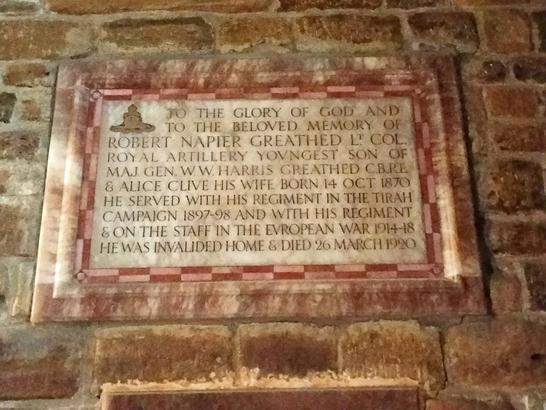 TO THE GLORY OF GOD AND
TO THE BELOVED MEMORY OF
ROBERT NAPIER GREATHED Lᵀ COL.
ROYAL ARTILLERY YOVNGEST SON OF
MAJ. GEN. W.W. HARRIS GREATHED C.B.R.E.
& ALICE CLIVE HIS WIFE BORN 14 OCT 1870
HE SERVED WITH HIS REGIMENT IN THE TIRAH
CAMPAIGN 1897-98 AND WITH HIS REGIMENT
& ON THE STAFF IN THE EVROPEAN WAR 1914-18
HE WAS INVALIDED HOME & DIED 26 MARCH 1920